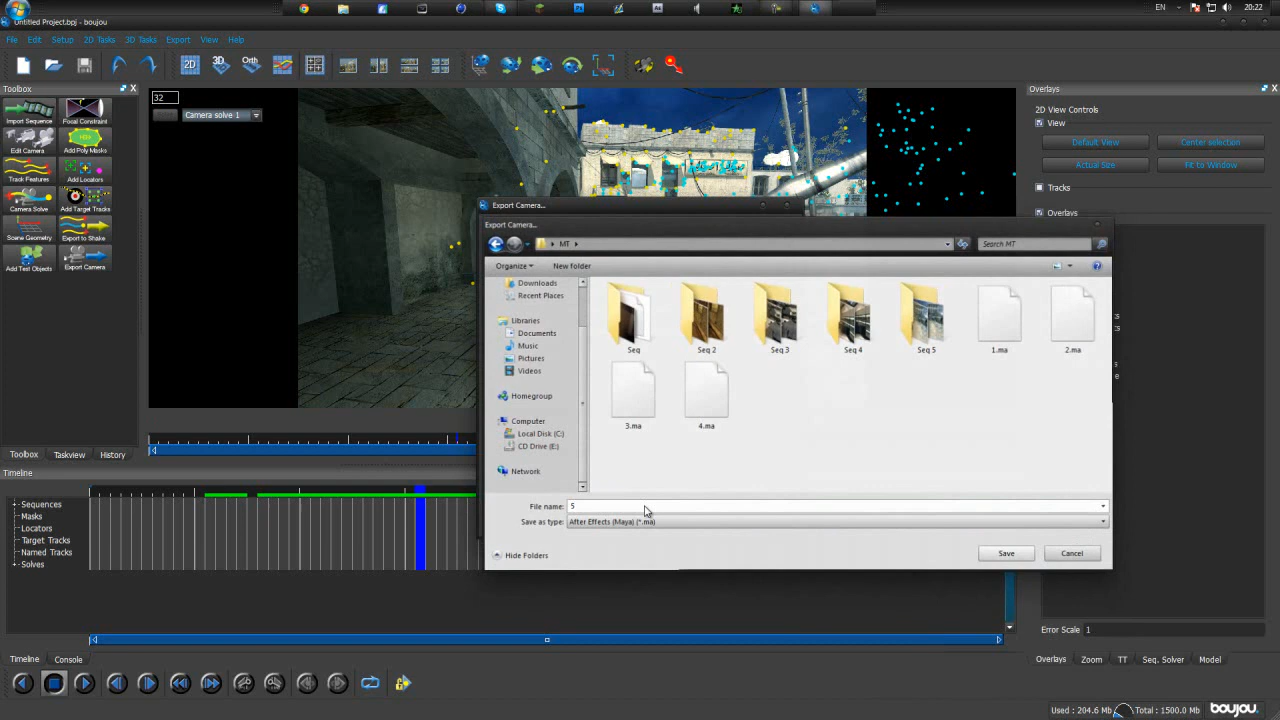 EN
20:22
Untitled Project.bpj - boujou
File Edit Setup 2D Tasks 3D Tasks Export View Help
2D 3D Orth
Toolbox
Import Sequence Focal Constraint
Edit Camera Add Poly Masks
Track Features Add Locators
Camera Solve Add Target Tracks
Scene Geometry Export to Shake
Add Test Objects Export Camera
Toolbox Taskview History
32
Camera solve 1
Overlays
2D View Controls
View
Default View Center selection
Actual Size Fit to Window
Tracks
Overlays
Export Camera...
Export Camera...
MT
Search MT
Organize New folder
Downloads
Recent Places
Libraries
Documents
Music
Pictures
Videos
Homegroup
Computer
Local Disk (C:)
CD Drive (E:)
Network
Seq Seq 2 Seq 3 Seq 4 Seq 5 1.ma 2.ma
3.ma 4.ma
File name: 5
Save as type: After Effects (Maya) (*.ma)
Hide Folders
Save Cancel
Timeline
Sequences
Masks
Locators
Target Tracks
Named Tracks
Solves
Timeline Console
Error Scale 1
Overlays Zoom TT Seq. Solver Model
Used : 204.6 Mb Total : 1500.0 Mb boujou